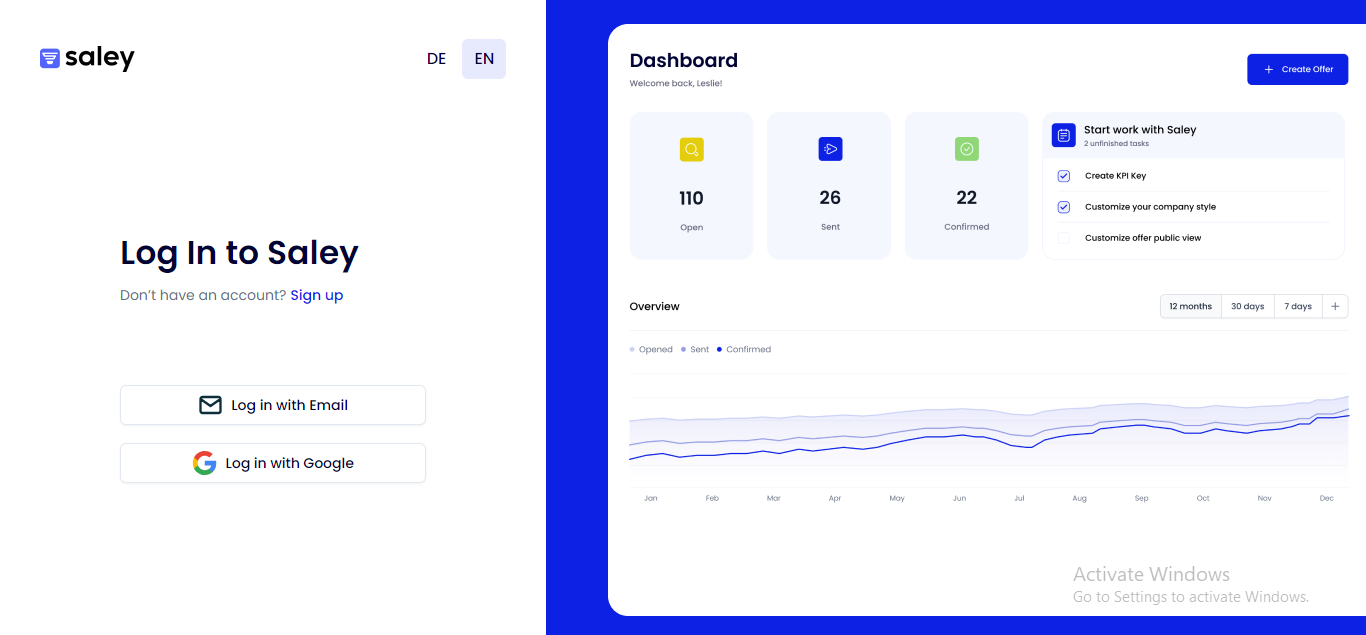 saley
DE EN
Log In to Saley
Don’t have an account? Sign up
Log in with Email
Log in with Google
Dashboard
Welcome back, Leslie!
Create Offer
110
Open
26
Sent
22
Confirmed
Start work with Saley
2 unfinished tasks
Create KPI Key
Customize your company style
Customize offer public view
Overview
12 months 30 days 7 days +
Opened Sent Confirmed
Jan Feb Mar Apr May Jun Jul Aug Sep Oct Nov Dec
Activate Windows
Go to Settings to activate Windows.